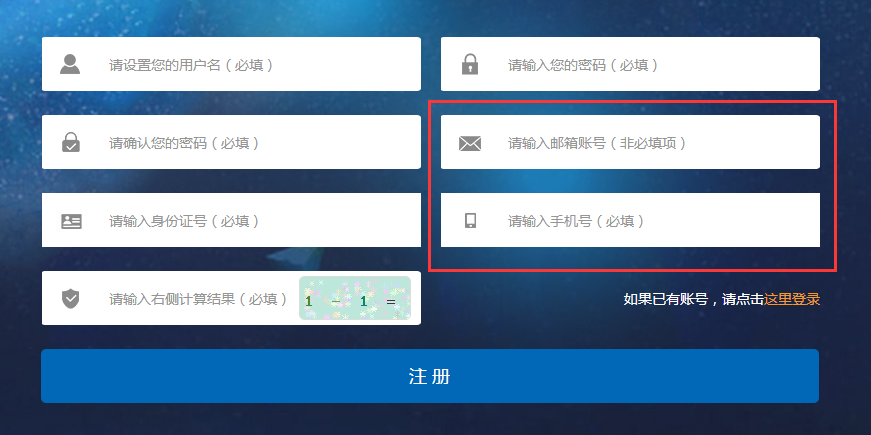 请设置您的用户名（必填）
请输入您的密码（必填）
请确认您的密码（必填）
请输入邮箱账号（非必填项）
请输入身份证号（必填）
请输入手机号（必填）
请输入右侧计算结果（必填）
1 - 1 =
如果已有账号，请点击这里登录
注 册